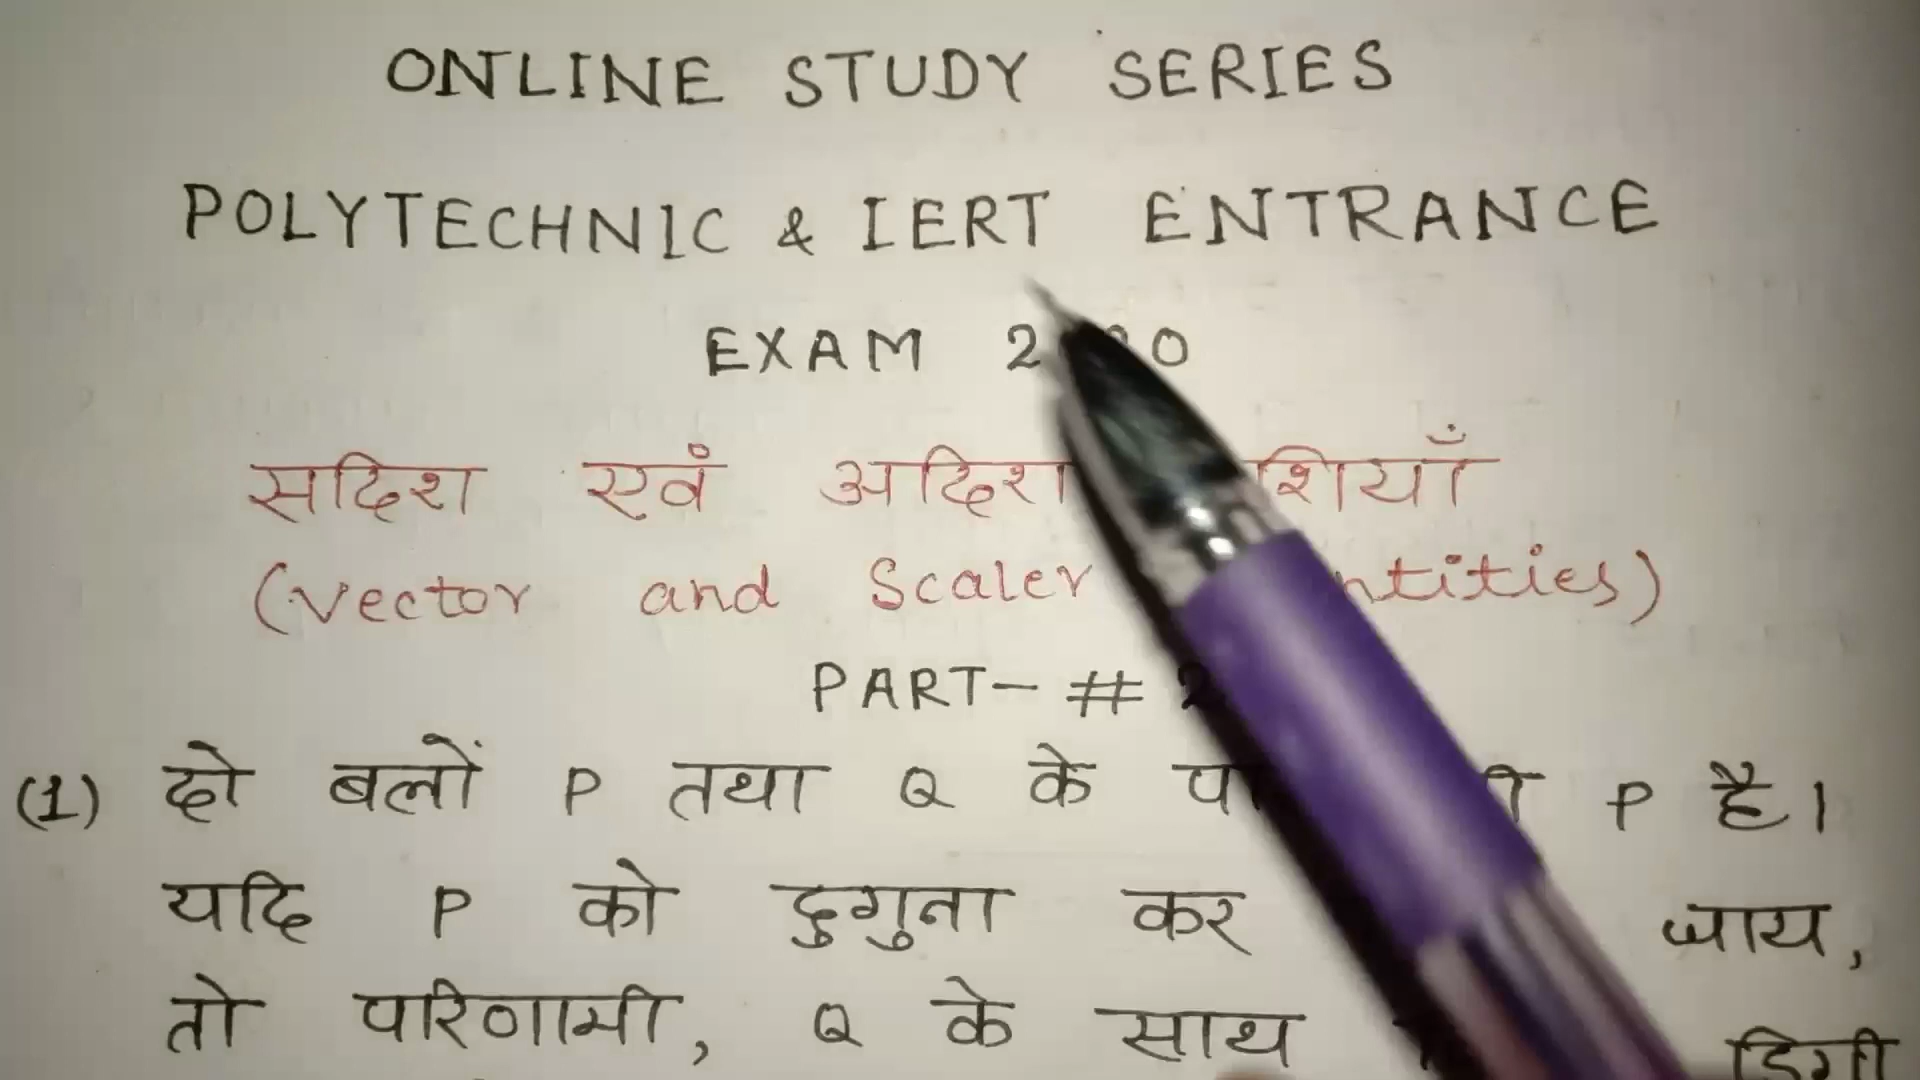 ONLINE STUDY SERIES
POLYTECHNIC & IERT ENTRANCE
EXAM
सदिश एवं अदिश
(Vector and Scaler
PART- # 2
(1) दो बलों P तथा Q के P है।
यदि P को दुगुना कर जाय,
तो परिणामी, Q के साथ डिग्री